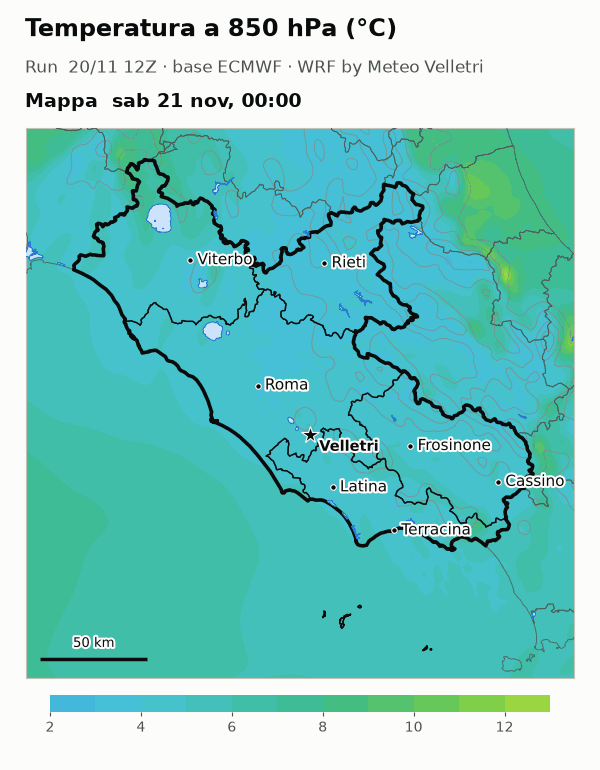 Temperatura a 850 hPa (°C)
Run  20/11 12Z · base ECMWF · WRF by Meteo Velletri
Mappa  sab 21 nov, 00:00
Viterbo
Rieti
Roma
Velletri
Frosinone
Latina
Cassino
Terracina
50 km
2 4 6 8 10 12